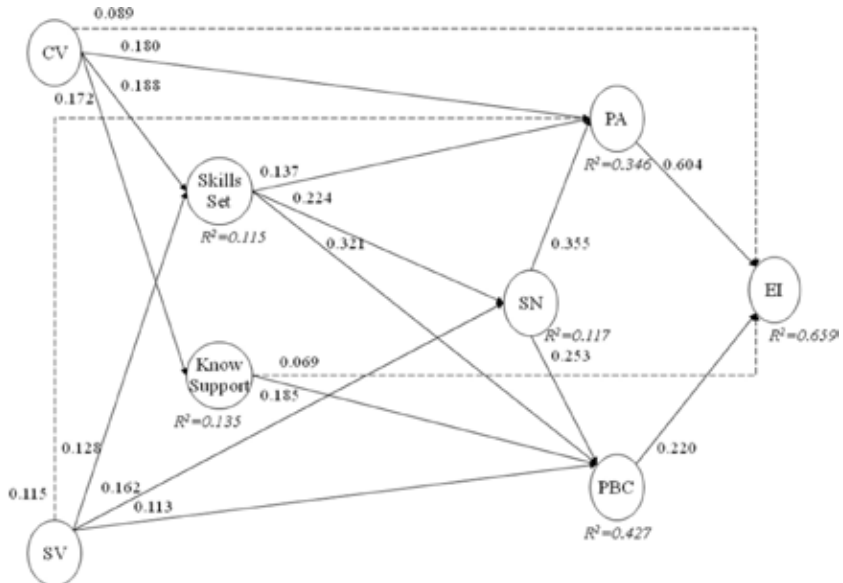 0.089
CV
0.180
0.188
0.172
PA
R²=0.346
0.604
Skills
Set
R²=0.115
0.137
0.224
0.321
0.355
SN
R²=0.117
EI
R²=0.659
Know
Support
R²=0.135
0.069
0.185
0.253
0.128
0.220
0.115
0.162
0.113
PBC
R²=0.427
SV